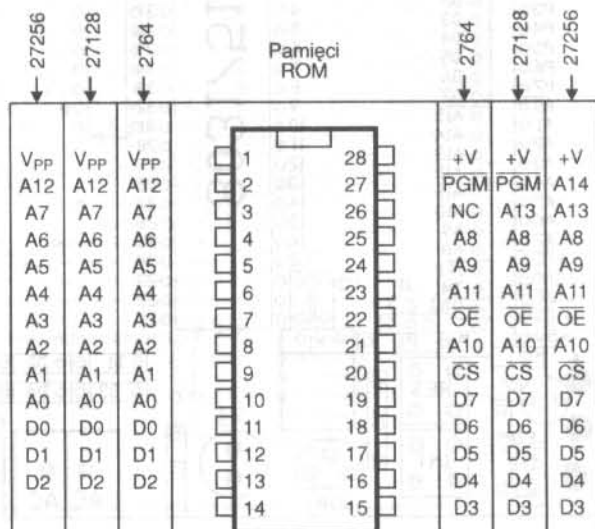 27256 27128 2764 2764 27128 27256
Pamięci
ROM
VPP VPP VPP 1 28 +V +V +V
A12 A12 A12 2 27 PGM PGM A14
A7 A7 A7 3 26 NC A13 A13
A6 A6 A6 4 25 A8 A8 A8
A5 A5 A5 5 24 A9 A9 A9
A4 A4 A4 6 23 A11 A11 A11
A3 A3 A3 7 22 OE OE OE
A2 A2 A2 8 21 A10 A10 A10
A1 A1 A1 9 20 CS CS CS
A0 A0 A0 10 19 D7 D7 D7
D0 D0 D0 11 18 D6 D6 D6
D1 D1 D1 12 17 D5 D5 D5
D2 D2 D2 13 16 D4 D4 D4
14 15 D3 D3 D3